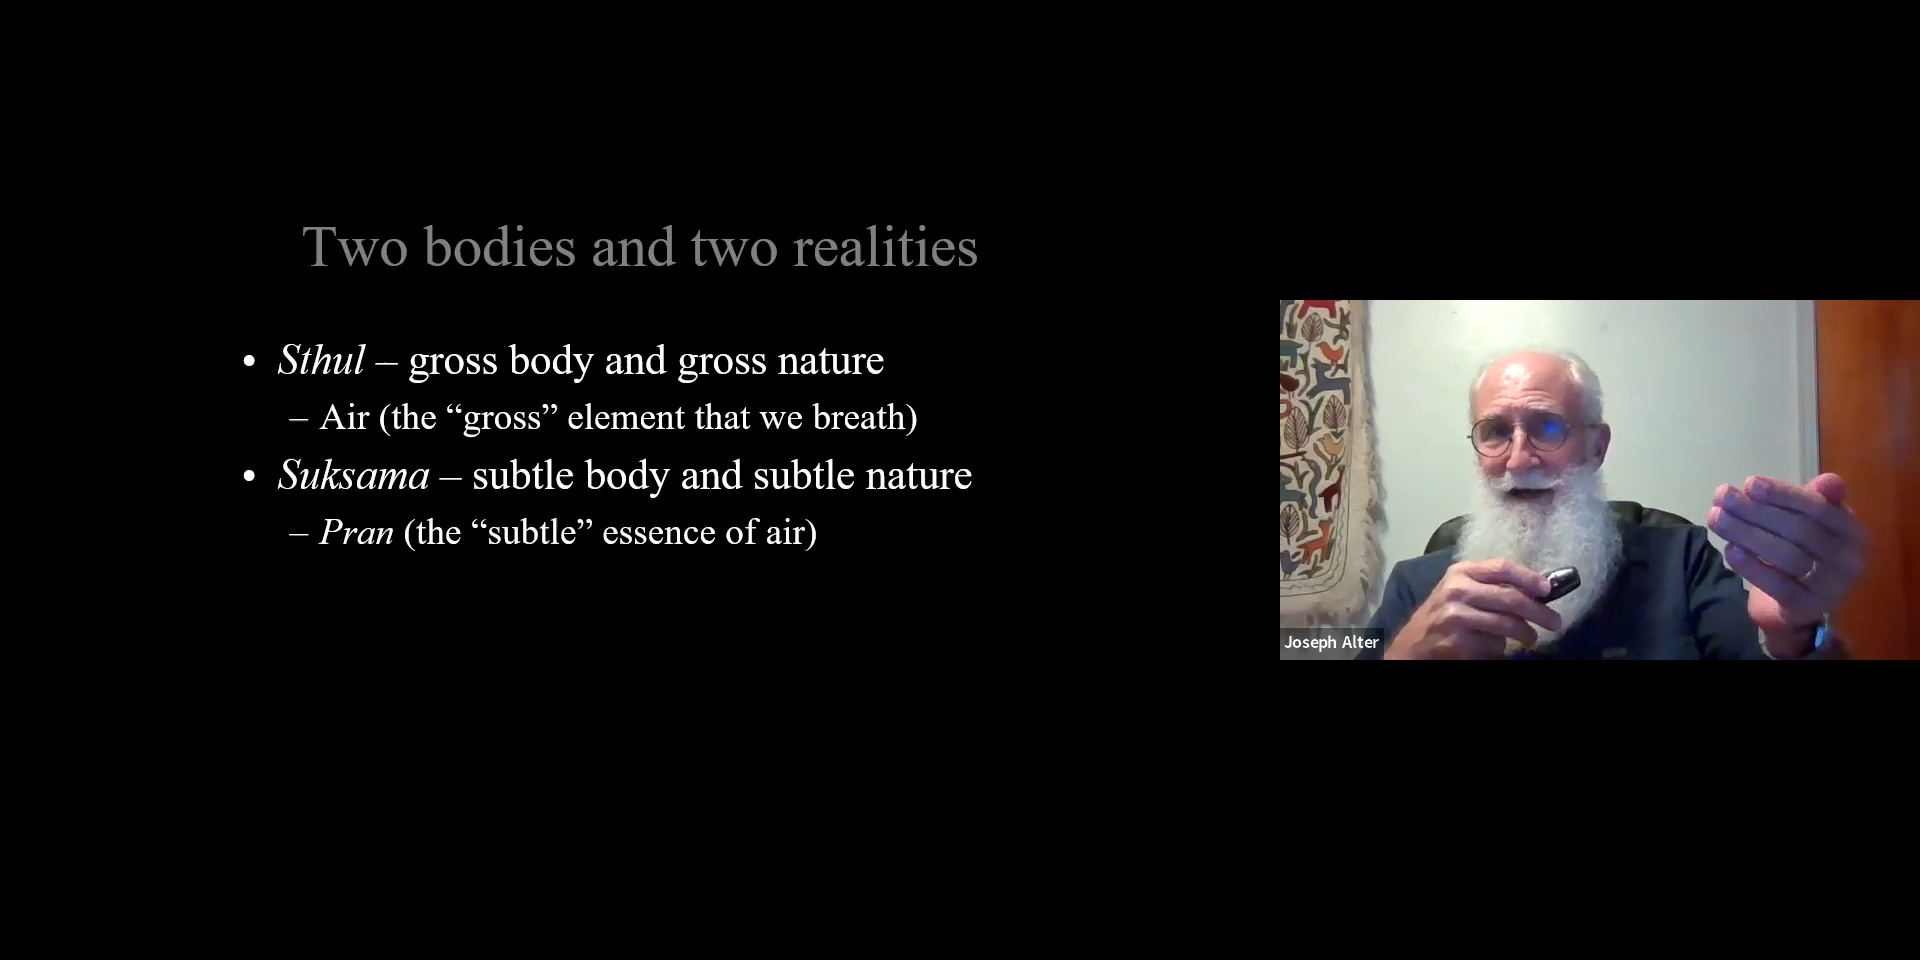 Two bodies and two realities
• Sthul – gross body and gross nature
– Air (the “gross” element that we breath)
• Suksama – subtle body and subtle nature
– Pran (the “subtle” essence of air)
Joseph Alter